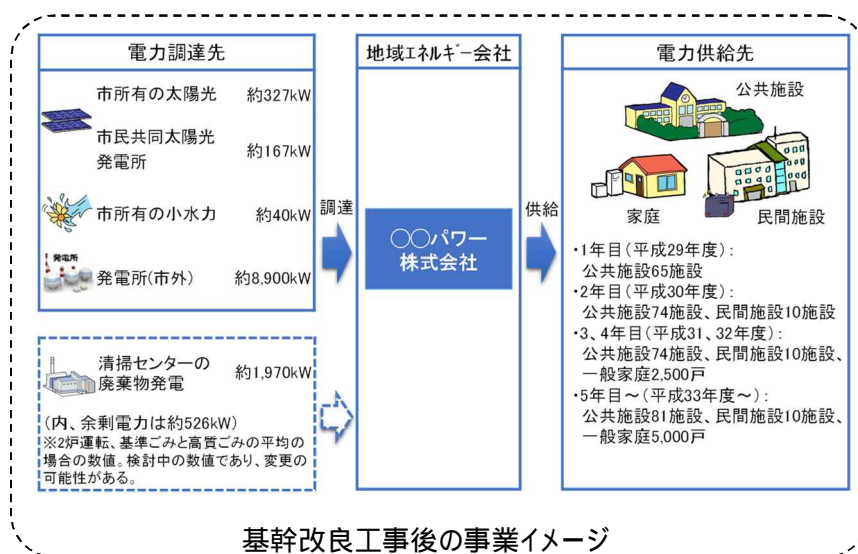 電力調達先
市所有の太陽光 約327kW
市民共同太陽光
発電所
約167kW
市所有の小水力 約40kW
発電所
発電所(市外) 約8,900kW
清掃センターの
廃棄物発電
約1,970kW
(内、余剰電力は約526kW)
※2炉運転、基準ごみと高質ごみの平均の
場合の数値。検討中の数値であり、変更の
可能性がある。
調達
地域エネルギー会社
○○パワー
株式会社
供給
電力供給先
公共施設
家庭
民間施設
・1年目(平成29年度):
公共施設65施設
・2年目(平成30年度):
公共施設74施設、民間施設10施設
・3、4年目(平成31、32年度):
公共施設74施設、民間施設10施設、
一般家庭2,500戸
・5年目～(平成33年度～):
公共施設81施設、民間施設10施設、
一般家庭5,000戸
基幹改良工事後の事業イメージ